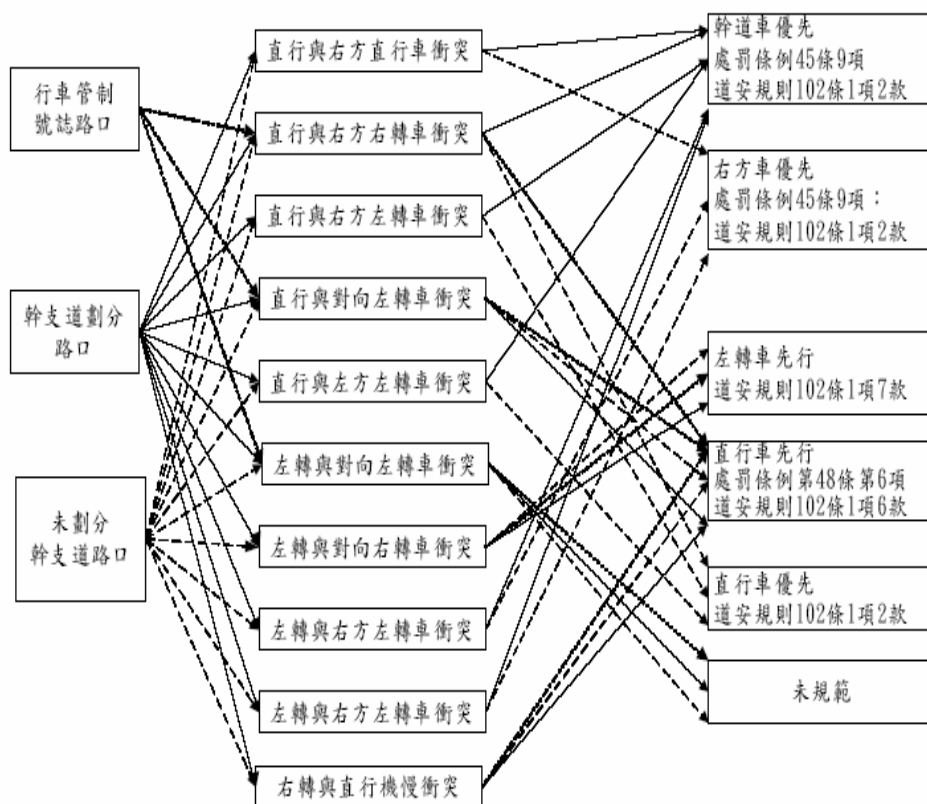 行車管制
號誌路口
幹支道劃分
路口
未劃分
幹支道路口
直行與右方直行車衝突
直行與右方右轉車衝突
直行與右方左轉車衝突
直行與對向左轉車衝突
直行與左方左轉車衝突
左轉與對向左轉車衝突
左轉與對向右轉車衝突
左轉與右方左轉車衝突
左轉與右方左轉車衝突
右轉與直行機慢衝突
幹道車優先
處罰條例45條9項
道安規則102條1項2款
右方車優先
處罰條例45條9項：
道安規則102條1項2款
左轉車先行
道安規則102條1項7款
直行車先行
處罰條例第48條第6項
道安規則102條1項6款
直行車優先
道安規則102條1項2款
未規範